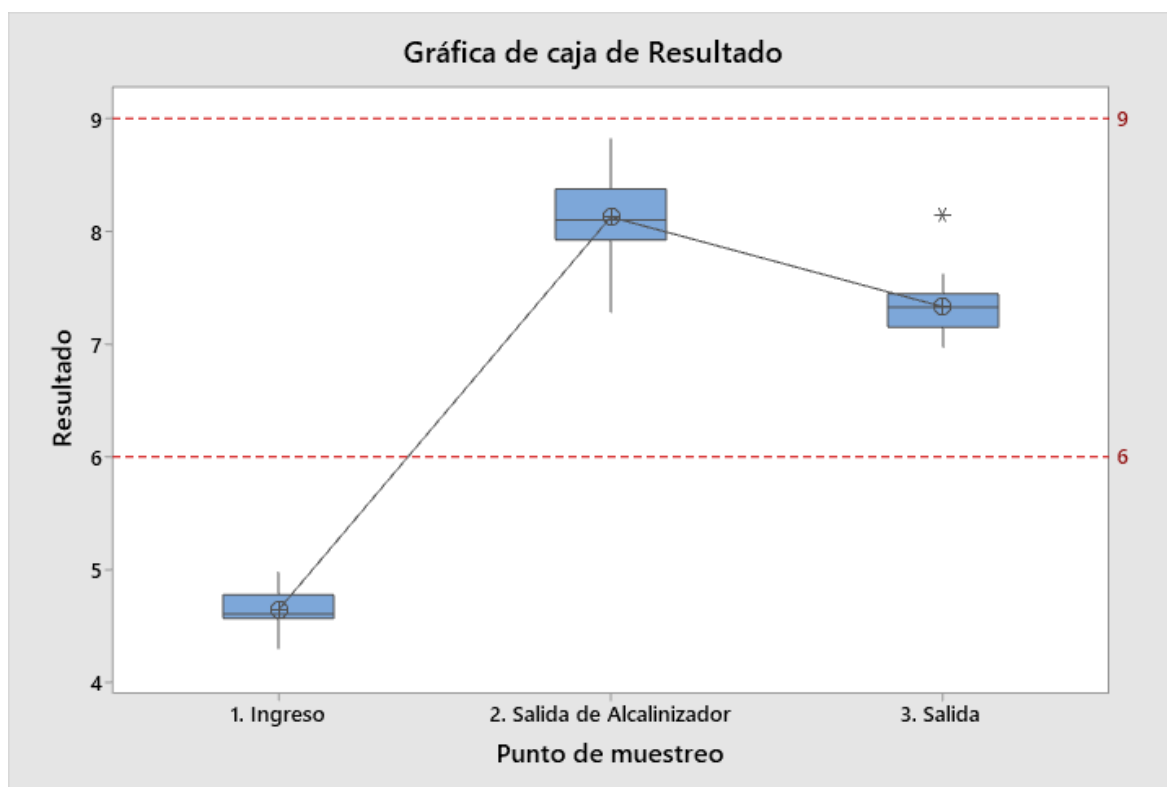 Gráfica de caja de Resultado
9
9
8
7
6
6
5
4
Resultado
1. Ingreso
2. Salida de Alcalinizador
3. Salida
Punto de muestreo